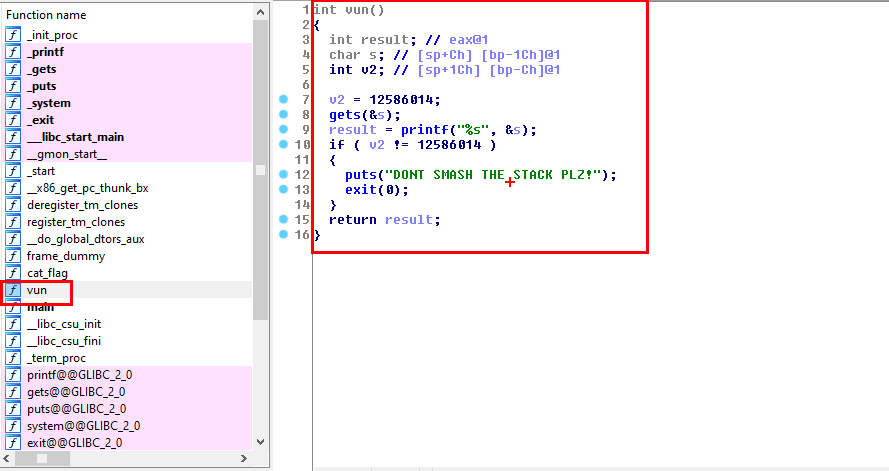 Function name
f _init_proc
f _printf
f _gets
f _puts
f _system
f _exit
f __libc_start_main
f __gmon_start__
f _start
f __x86_get_pc_thunk_bx
f deregister_tm_clones
f register_tm_clones
f __do_global_dtors_aux
f frame_dummy
f cat_flag
f vun
f main
f __libc_csu_init
f __libc_csu_fini
f _term_proc
f printf@@GLIBC_2_0
f gets@@GLIBC_2_0
f puts@@GLIBC_2_0
f system@@GLIBC_2_0
f exit@@GLIBC_2_0
1 int vun()
2 {
3 int result; // eax@1
4 char s; // [sp+Ch] [bp-1Ch]@1
5 int v2; // [sp+1Ch] [bp-Ch]@1
6
7 v2 = 12586014;
8 gets(&s);
9 result = printf("%s", &s);
10 if ( v2 != 12586014 )
11 {
12 puts("DONT SMASH THE STACK PLZ!");
13 exit(0);
14 }
15 return result;
16 }